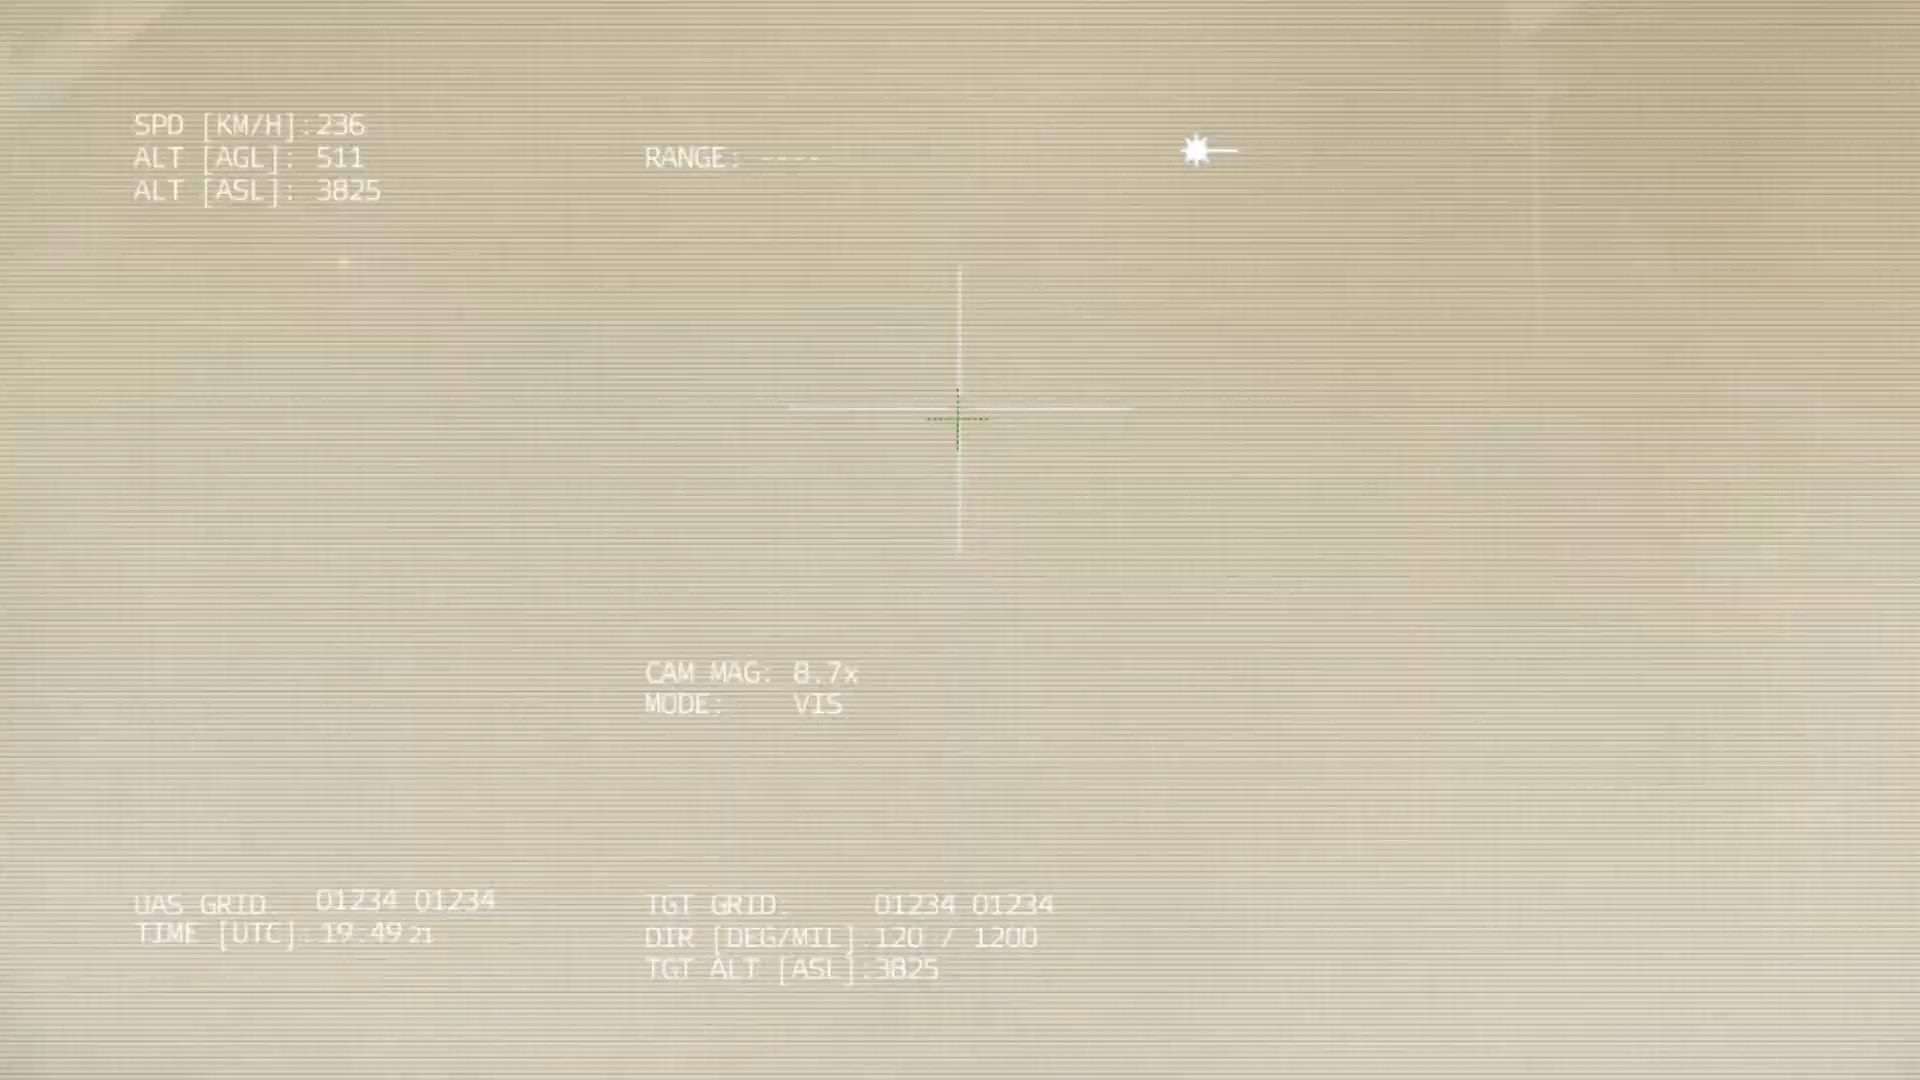 SPD [KM/H]:236
ALT [AGL]: 511
ALT [ASL]: 3825
RANGE: ----
CAM MAG: 8.7x
MODE: VIS
UAS GRID: 01234 01234
TIME [UTC]:19:49 21
TGT GRID: 01234 01234
DIR [DEG/MIL]:120 / 1200
TGT ALT [ASL]:3825